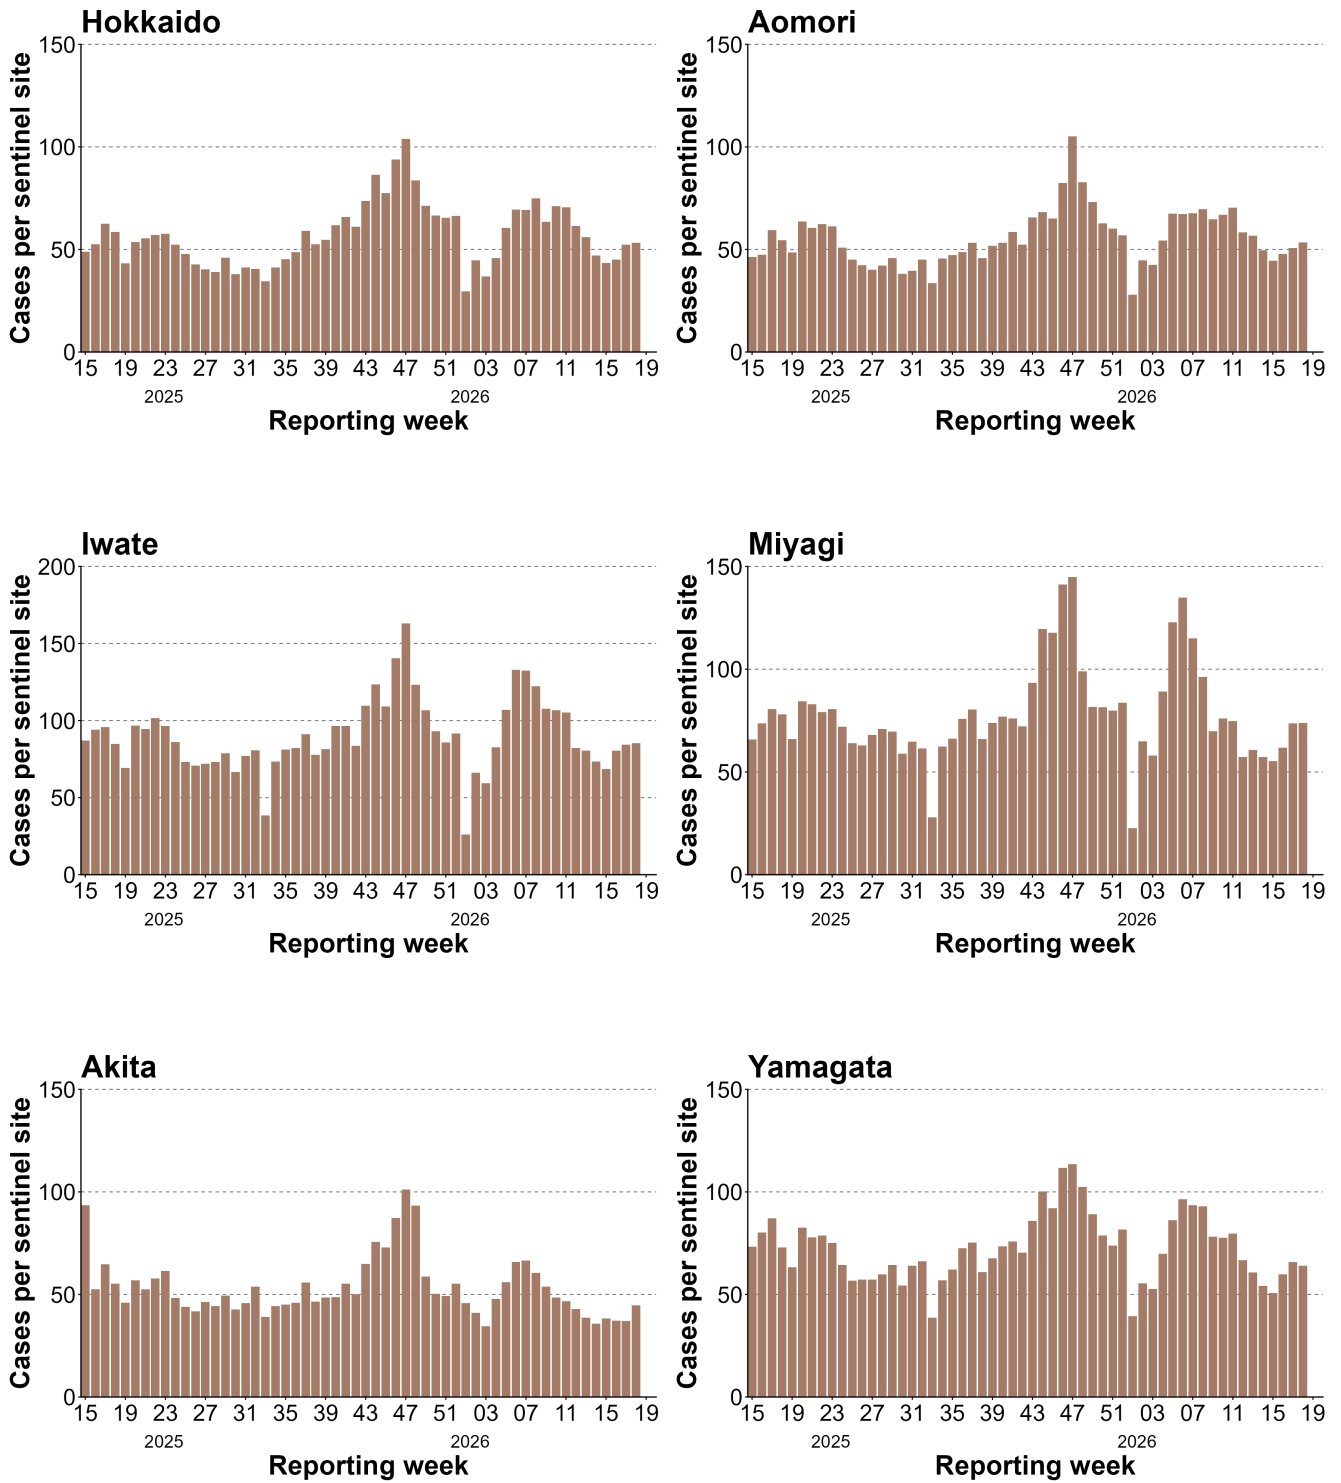 Hokkaido
Cases per sentinel site
150
100
50
0
15 19 23 27 31 35 39 43 47 51 03 07 11 15 19
2025 2026
Reporting week
Aomori
Cases per sentinel site
150
100
50
0
15 19 23 27 31 35 39 43 47 51 03 07 11 15 19
2025 2026
Reporting week
Iwate
Cases per sentinel site
200
150
100
50
0
15 19 23 27 31 35 39 43 47 51 03 07 11 15 19
2025 2026
Reporting week
Miyagi
Cases per sentinel site
150
100
50
0
15 19 23 27 31 35 39 43 47 51 03 07 11 15 19
2025 2026
Reporting week
Akita
Cases per sentinel site
150
100
50
0
15 19 23 27 31 35 39 43 47 51 03 07 11 15 19
2025 2026
Reporting week
Yamagata
Cases per sentinel site
150
100
50
0
15 19 23 27 31 35 39 43 47 51 03 07 11 15 19
2025 2026
Reporting week